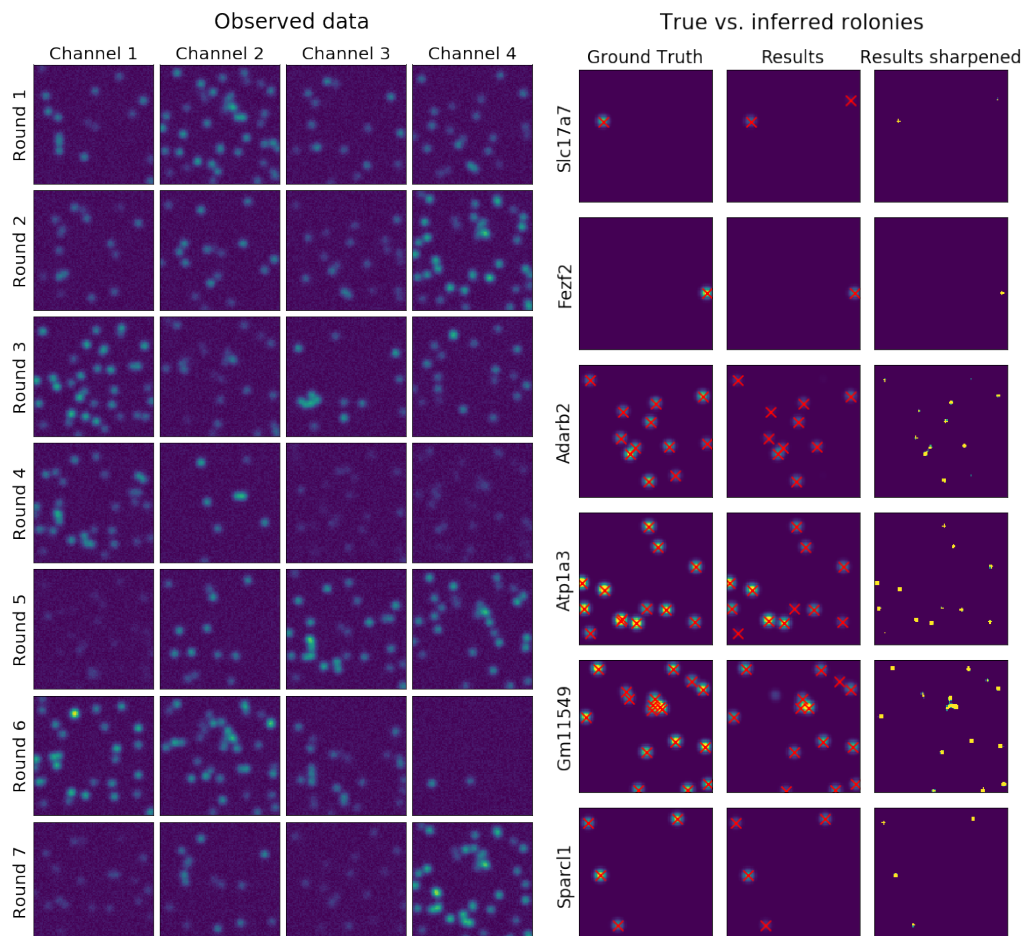 Observed data
Channel 1 Channel 2 Channel 3 Channel 4
Round 1
Round 2
Round 3
Round 4
Round 5
Round 6
Round 7
True vs. inferred rolonies
Ground Truth Results Results sharpened
Slc17a7
Fezf2
Adarb2
Atp1a3
Gm11549
Sparcl1